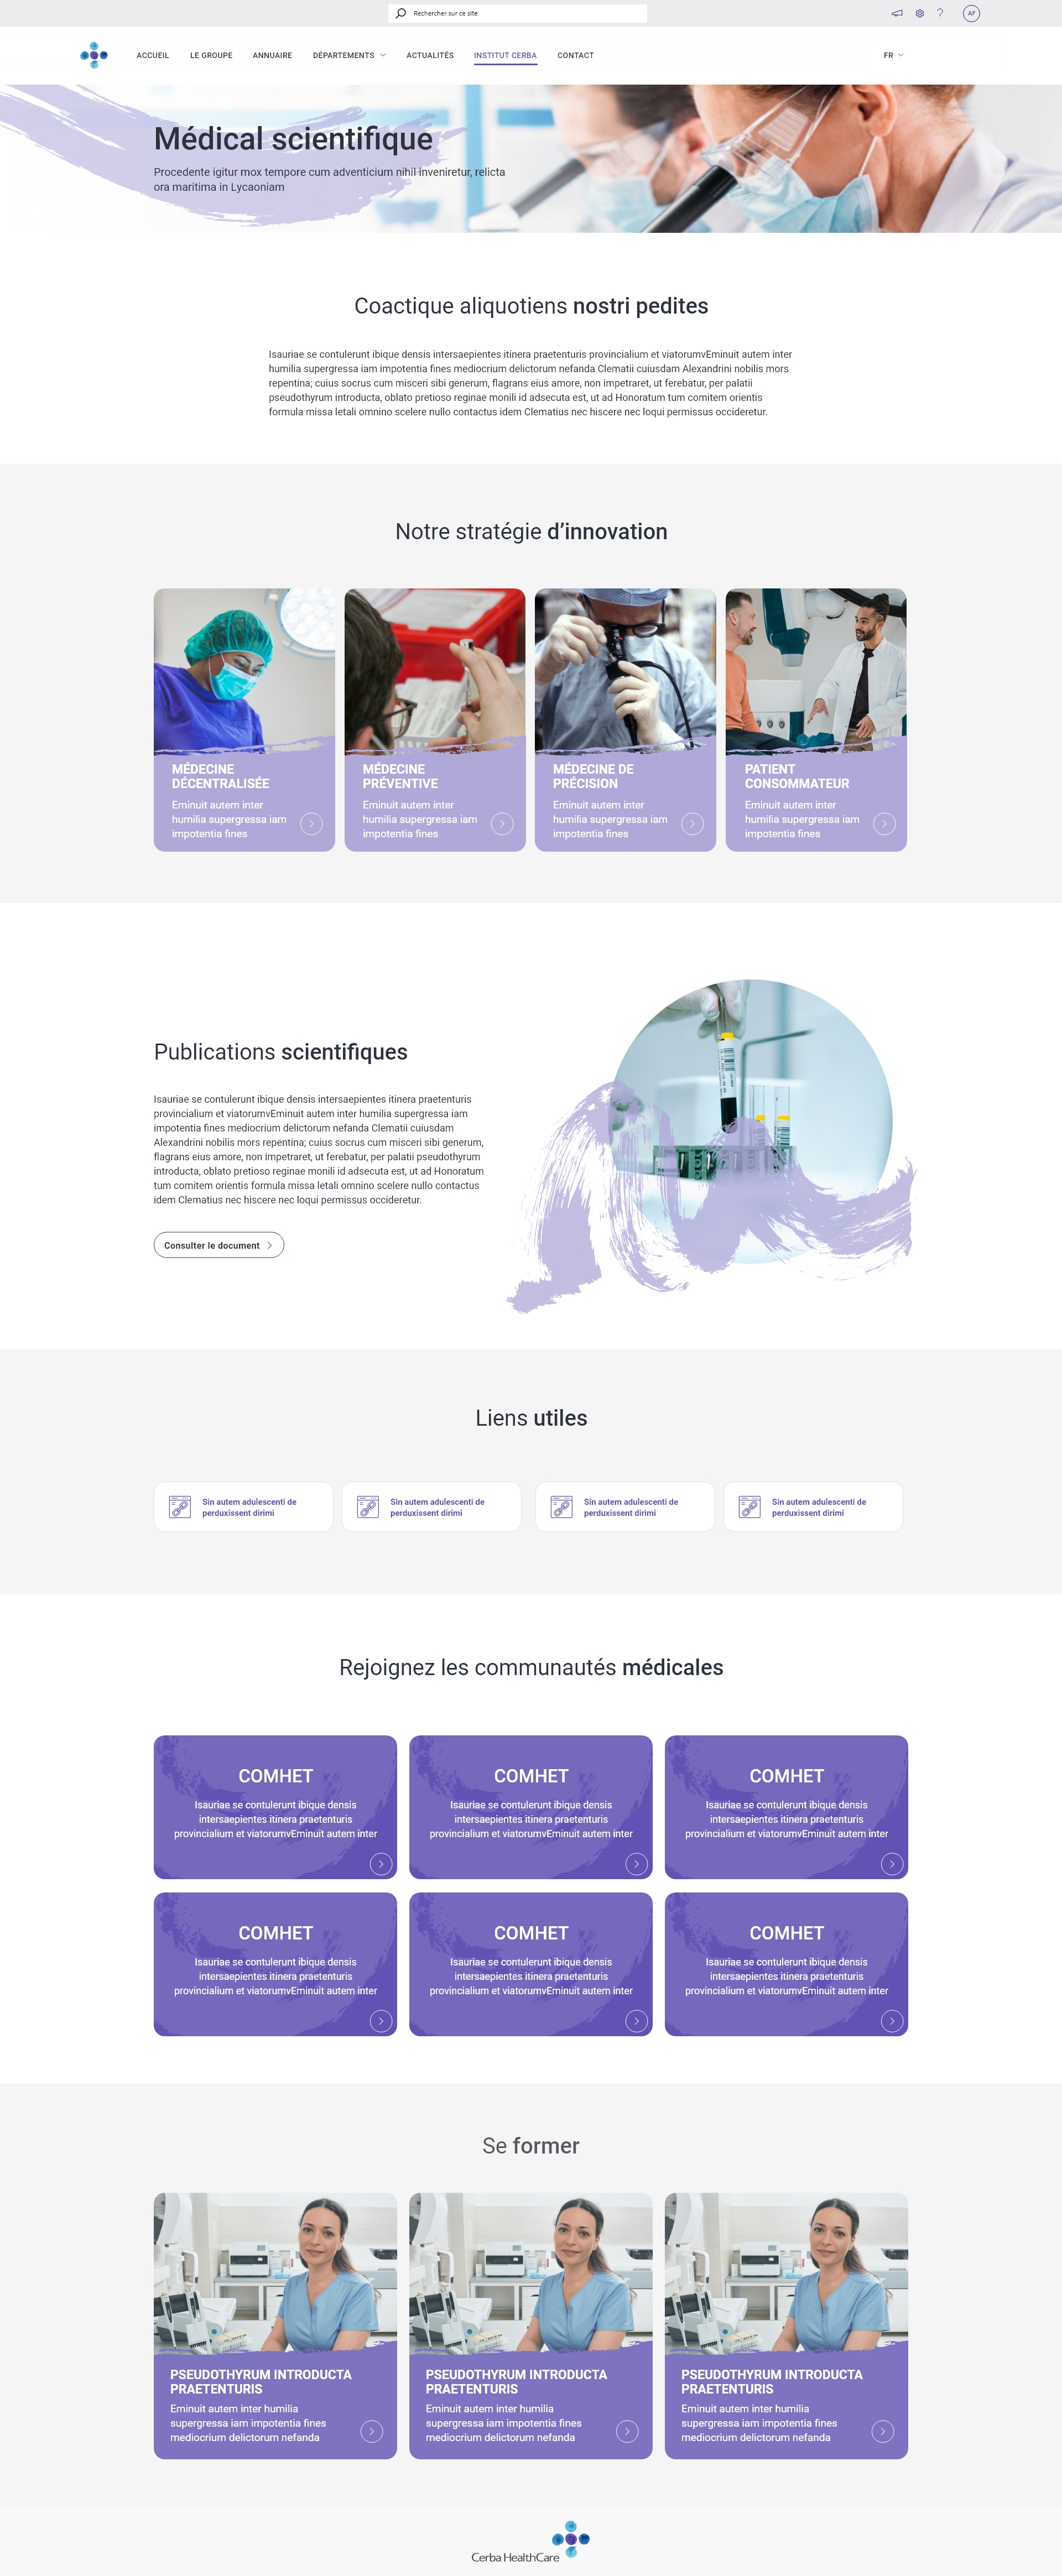 Rechercher sur ce site
AF
ACCUEIL
LE GROUPE
ANNUAIRE
DÉPARTEMENTS
ACTUALITÉS
INSTITUT CERBA
CONTACT
FR
Médical scientifique
Procedente igitur mox tempore cum adventicium nihil inveniretur, relicta
ora maritima in Lycaoniam
Coactique aliquotiens nostri pedites
Isauriae se contulerunt ibique densis intersaepientes itinera praetenturis provincialium et viatorumvEminuit autem inter
humilia supergressa iam impotentia fines mediocrium delictorum nefanda Clematii cuiusdam Alexandrini nobilis mors
repentina; cuius socrus cum misceri sibi generum, flagrans eius amore, non impetraret, ut ferebatur, per palatii
pseudothyrum introducta, oblato pretioso reginae monili id adsecuta est, ut ad Honoratum tum comitem orientis
formula missa letali omnino scelere nullo contactus idem Clematius nec hiscere nec loqui permissus occideretur.
Notre stratégie d’innovation
MÉDECINE
DÉCENTRALISÉE
Eminuit autem inter
humilia supergressa iam
impotentia fines
MÉDECINE
PRÉVENTIVE
Eminuit autem inter
humilia supergressa iam
impotentia fines
MÉDECINE DE
PRÉCISION
Eminuit autem inter
humilia supergressa iam
impotentia fines
PATIENT
CONSOMMATEUR
Eminuit autem inter
humilia supergressa iam
impotentia fines
Publications scientifiques
Isauriae se contulerunt ibique densis intersaepientes itinera praetenturis
provincialium et viatorumvEminuit autem inter humilia supergressa iam
impotentia fines mediocrium delictorum nefanda Clematii cuiusdam
Alexandrini nobilis mors repentina; cuius socrus cum misceri sibi generum,
flagrans eius amore, non impetraret, ut ferebatur, per palatii pseudothyrum
introducta, oblato pretioso reginae monili id adsecuta est, ut ad Honoratum
tum comitem orientis formula missa letali omnino scelere nullo contactus
idem Clematius nec hiscere nec loqui permissus occideretur.
Consulter le document
Liens utiles
Sin autem adulescenti de
perduxissent dirimi
Sin autem adulescenti de
perduxissent dirimi
Sin autem adulescenti de
perduxissent dirimi
Sin autem adulescenti de
perduxissent dirimi
Rejoignez les communautés médicales
COMHET
Isauriae se contulerunt ibique densis
intersaepientes itinera praetenturis
provincialium et viatorumvEminuit autem inter
COMHET
Isauriae se contulerunt ibique densis
intersaepientes itinera praetenturis
provincialium et viatorumvEminuit autem inter
COMHET
Isauriae se contulerunt ibique densis
intersaepientes itinera praetenturis
provincialium et viatorumvEminuit autem inter
COMHET
Isauriae se contulerunt ibique densis
intersaepientes itinera praetenturis
provincialium et viatorumvEminuit autem inter
COMHET
Isauriae se contulerunt ibique densis
intersaepientes itinera praetenturis
provincialium et viatorumvEminuit autem inter
COMHET
Isauriae se contulerunt ibique densis
intersaepientes itinera praetenturis
provincialium et viatorumvEminuit autem inter
Se former
PSEUDOTHYRUM INTRODUCTA
PRAETENTURIS
Eminuit autem inter humilia
supergressa iam impotentia fines
mediocrium delictorum nefanda
PSEUDOTHYRUM INTRODUCTA
PRAETENTURIS
Eminuit autem inter humilia
supergressa iam impotentia fines
mediocrium delictorum nefanda
PSEUDOTHYRUM INTRODUCTA
PRAETENTURIS
Eminuit autem inter humilia
supergressa iam impotentia fines
mediocrium delictorum nefanda
Cerba HealthCare